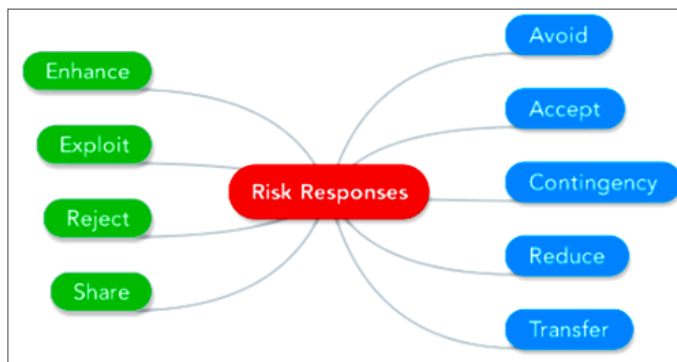 Enhance
Exploit
Reject
Share
Risk Responses
Avoid
Accept
Contingency
Reduce
Transfer